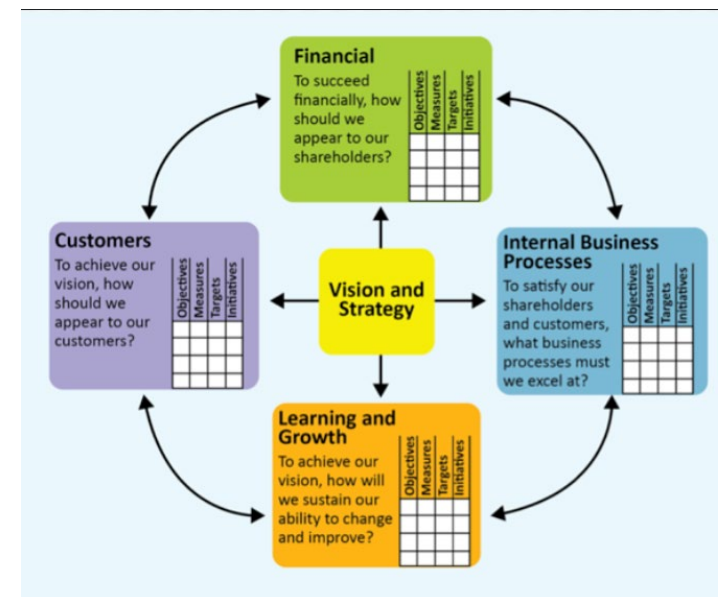 Financial
To succeed
financially, how
should we
appear to our
shareholders?
Objectives
Measures
Targets
Initiatives
Customers
To achieve our
vision, how
should we
appear to our
customers?
Objectives
Measures
Targets
Initiatives
Vision and
Strategy
Internal Business
Processes
To satisfy our
shareholders
and customers,
what business
processes must
we excel at?
Objectives
Measures
Targets
Initiatives
Learning and
Growth
To achieve our
vision, how will
we sustain our
ability to change
and improve?
Objectives
Measures
Targets
Initiatives